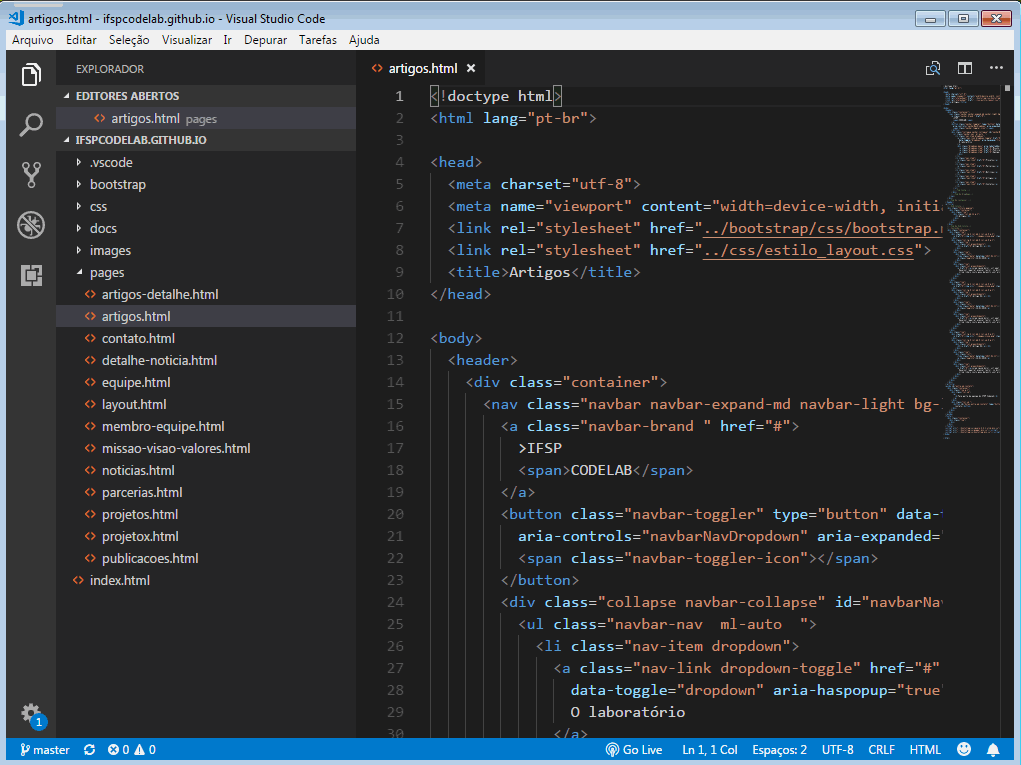 artigos.html - ifspcodelab.github.io - Visual Studio Code
Arquivo Editar Seleção Visualizar Ir Depurar Tarefas Ajuda
EXPLORADOR
EDITORES ABERTOS
artigos.html pages
IFSPCODELAB.GITHUB.IO
.vscode
bootstrap
css
docs
images
pages
artigos-detalhe.html
artigos.html
contato.html
detalhe-noticia.html
equipe.html
layout.html
membro-equipe.html
missao-visao-valores.html
noticias.html
parcerias.html
projetos.html
projetox.html
publicacoes.html
index.html
1
artigos.html
1 <!doctype html>
2 <html lang="pt-br">
3
4 <head>
5 <meta charset="utf-8">
6 <meta name="viewport" content="width=device-width, initi
7 <link rel="stylesheet" href="../bootstrap/css/bootstrap.
8 <link rel="stylesheet" href="../css/estilo_layout.css">
9 <title>Artigos</title>
10 </head>
11
12 <body>
13 <header>
14 <div class="container">
15 <nav class="navbar navbar-expand-md navbar-light bg-
16 <a class="navbar-brand " href="#">
17 >IFSP
18 <span>CODELAB</span>
19 </a>
20 <button class="navbar-toggler" type="button" data-
21 aria-controls="navbarNavDropdown" aria-expanded=
22 <span class="navbar-toggler-icon"></span>
23 </button>
24 <div class="collapse navbar-collapse" id="navbarNav
25 <ul class="navbar-nav  ml-auto  ">
26 <li class="nav-item dropdown">
27 <a class="nav-link dropdown-toggle" href="#"
28 data-toggle="dropdown" aria-haspopup="true"
29 O laboratório
30 </a>
master 0 0 Go Live Ln 1, 1 Col Espaços: 2 UTF-8 CRLF HTML